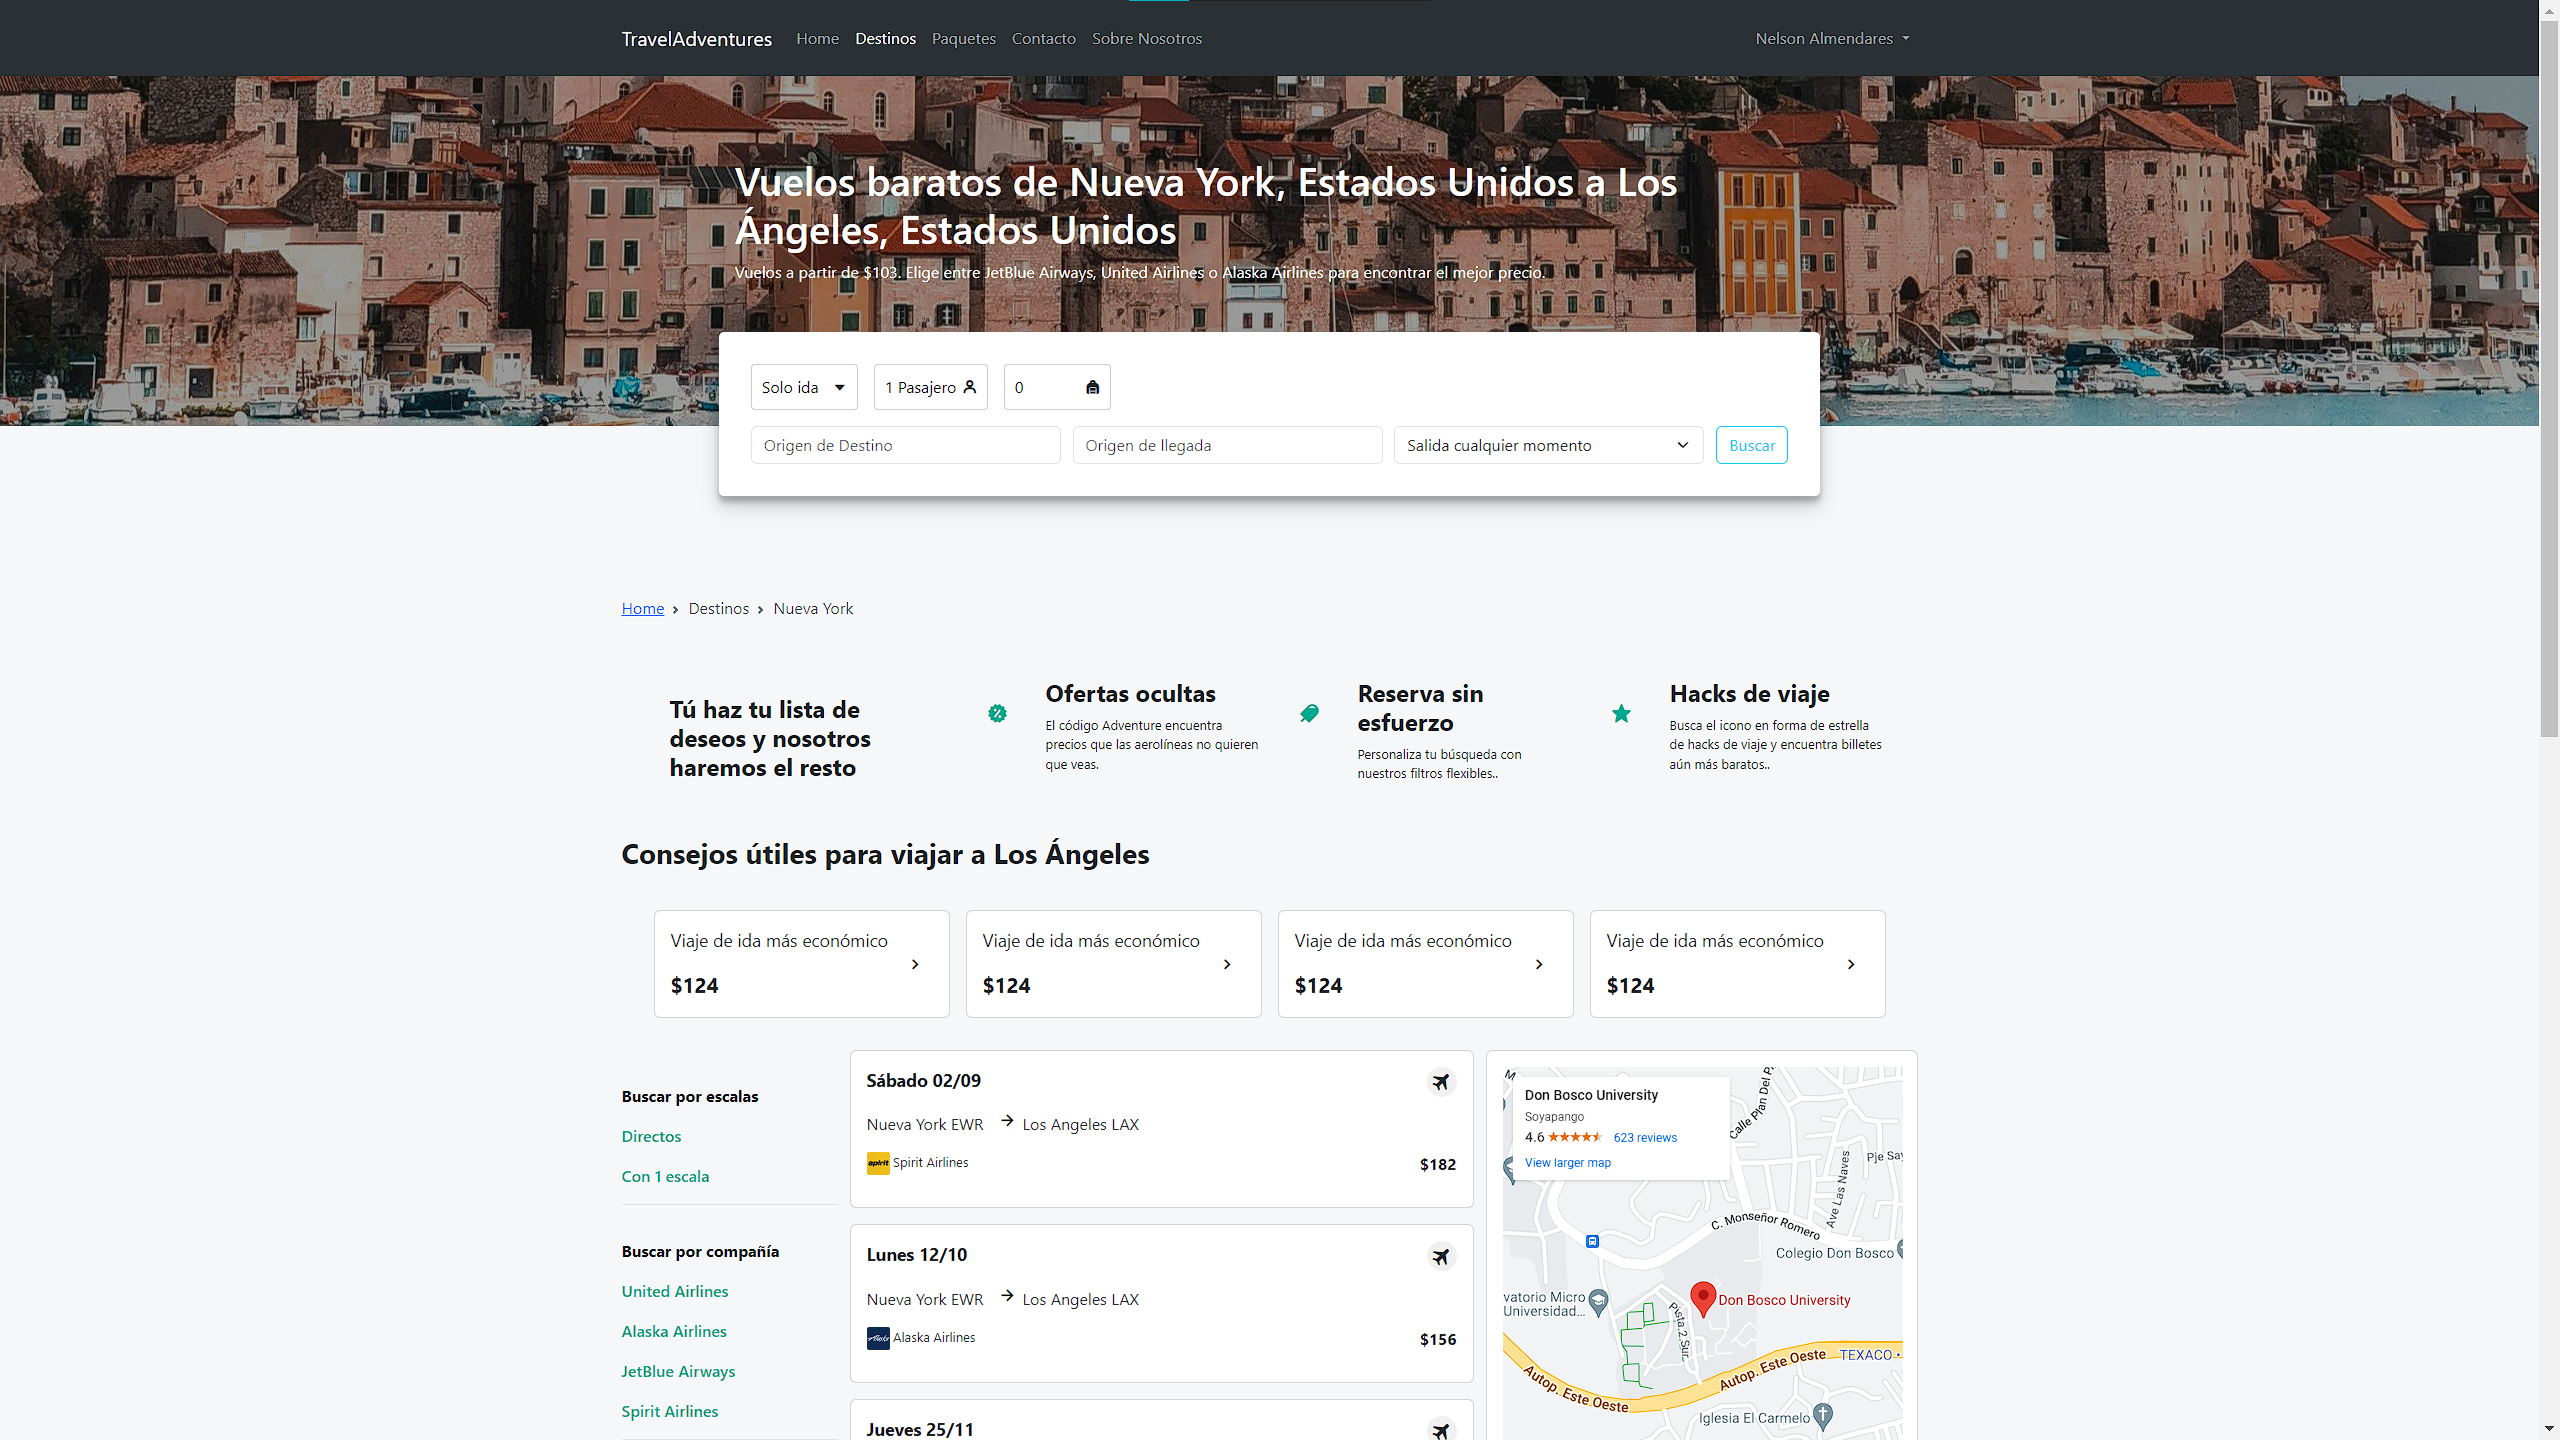 TravelAdventures Home Destinos Paquetes Contacto Sobre Nosotros Nelson Almendares
Vuelos baratos de Nueva York, Estados Unidos a Los
Ángeles, Estados Unidos
Vuelos a partir de $103. Elige entre JetBlue Airways, United Airlines o Alaska Airlines para encontrar el mejor precio.
Solo ida 1 Pasajero 0
Origen de Destino Origen de llegada Salida cualquier momento Buscar
Home > Destinos > Nueva York
Tú haz tu lista de
deseos y nosotros
haremos el resto
Ofertas ocultas
El código Adventure encuentra
precios que las aerolíneas no quieren
que veas.
Reserva sin
esfuerzo
Personaliza tu búsqueda con
nuestros filtros flexibles..
Hacks de viaje
Busca el icono en forma de estrella
de hacks de viaje y encuentra billetes
aún más baratos..
Consejos útiles para viajar a Los Ángeles
Viaje de ida más económico
$124
Viaje de ida más económico
$124
Viaje de ida más económico
$124
Viaje de ida más económico
$124
Buscar por escalas
Directos
Con 1 escala
Buscar por compañía
United Airlines
Alaska Airlines
JetBlue Airways
Spirit Airlines
Sábado 02/09
Nueva York EWR → Los Angeles LAX
spirit Spirit Airlines $182
Lunes 12/10
Nueva York EWR → Los Angeles LAX
Alaska Alaska Airlines $156
Jueves 25/11
Don Bosco University
Soyapango
4.6 623 reviews
View larger map
Calle Plan Del P
Pje Say
Ave Las Naves
C. Monseñor Romero
Colegio Don Bosco
vatorio Micro
Universidad...
Don Bosco University
Pista 2 Sur
Autop. Este Oeste
Autop. Este Oeste
TEXACO
Iglesia El Carmelo